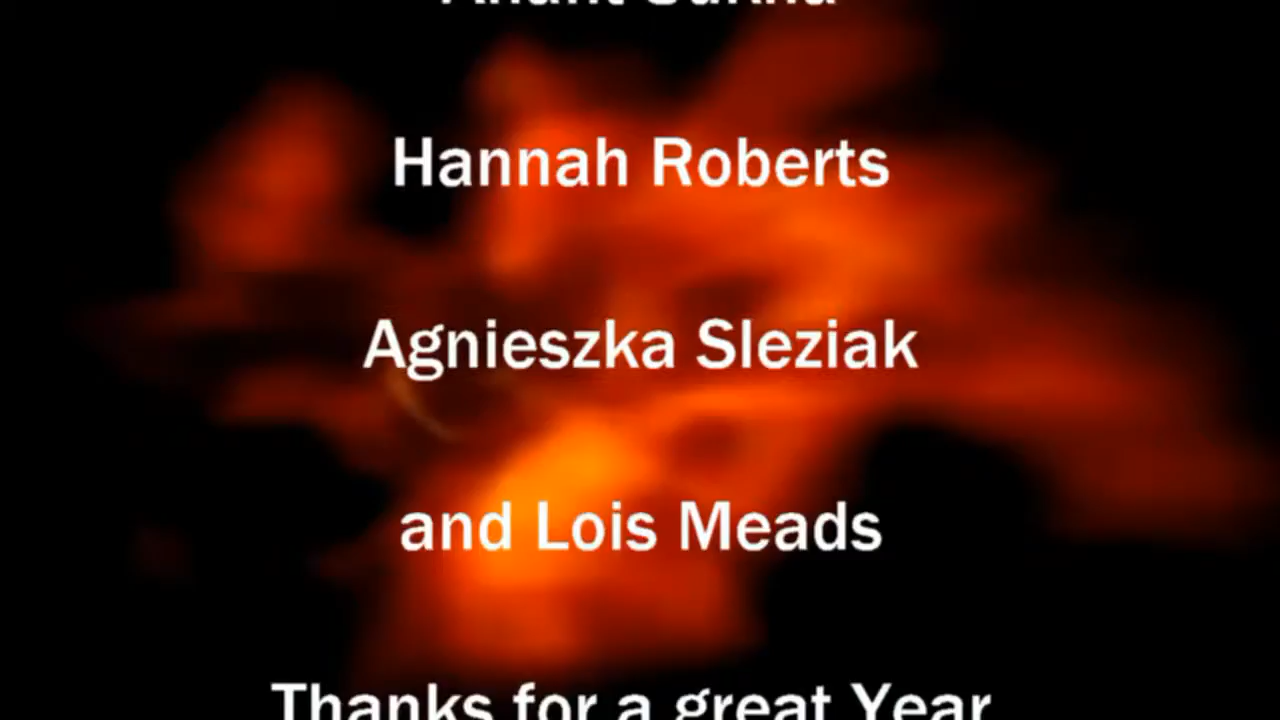 Hannah Roberts
Agnieszka Sleziak
and Lois Meads
Thanks for a great Year